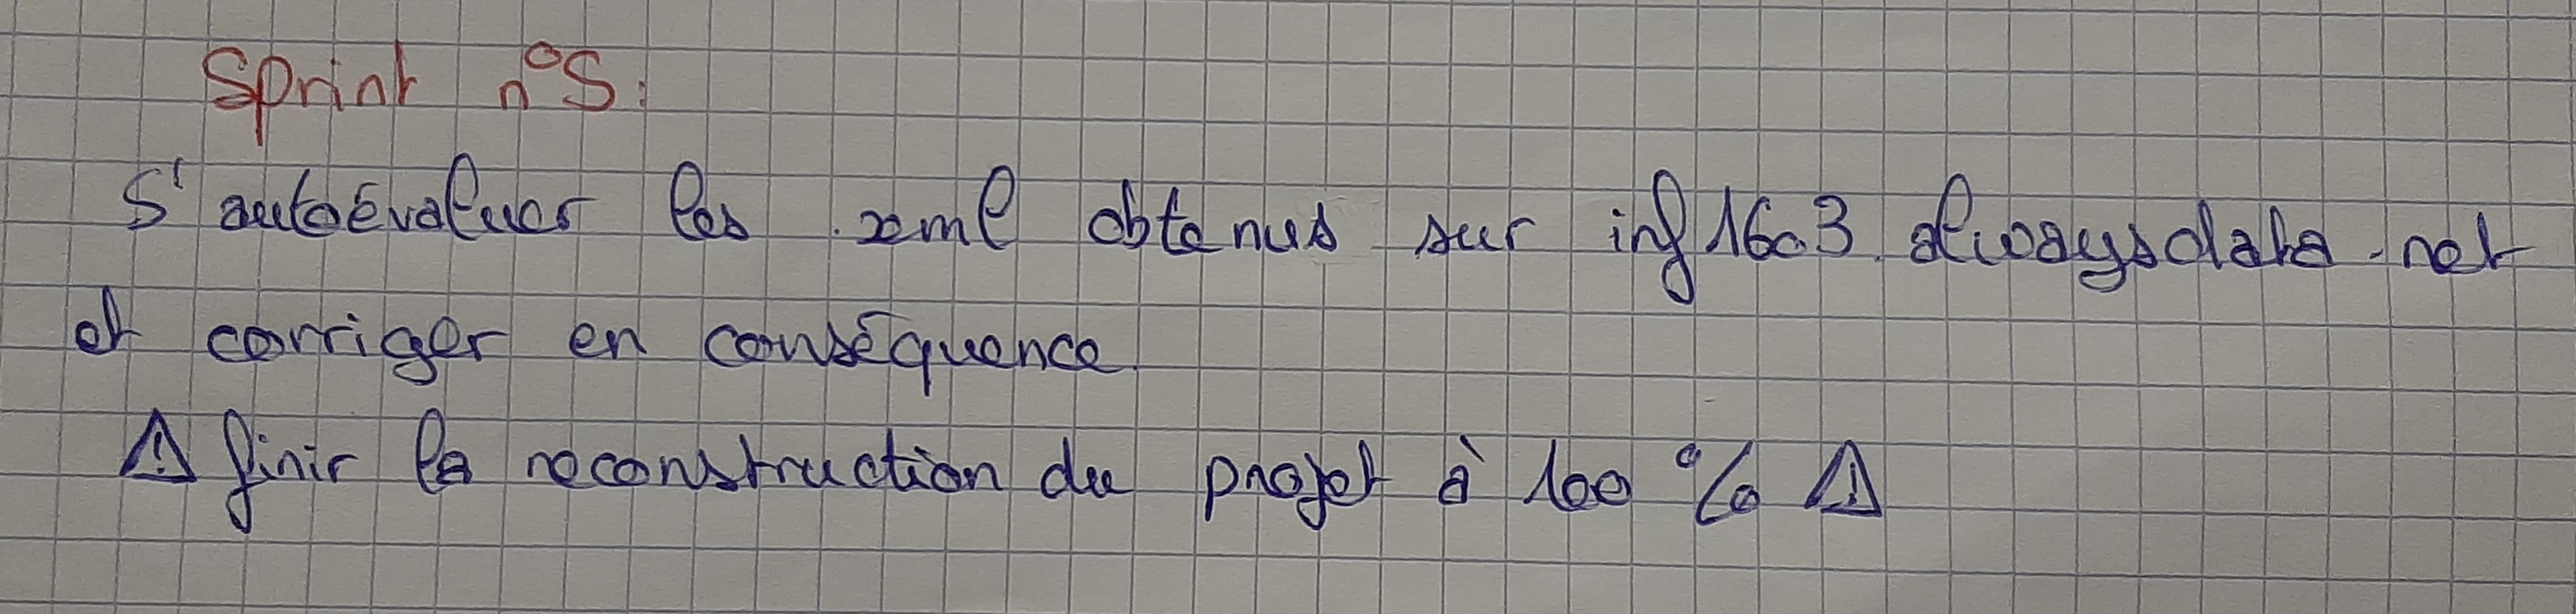 Sprint n°5:
S'autoévaluer les .xml obtenus sur inf1603.alwaysdata.net
et corriger en conséquence.
⚠ finir la reconstruction du projet à 100 % ⚠